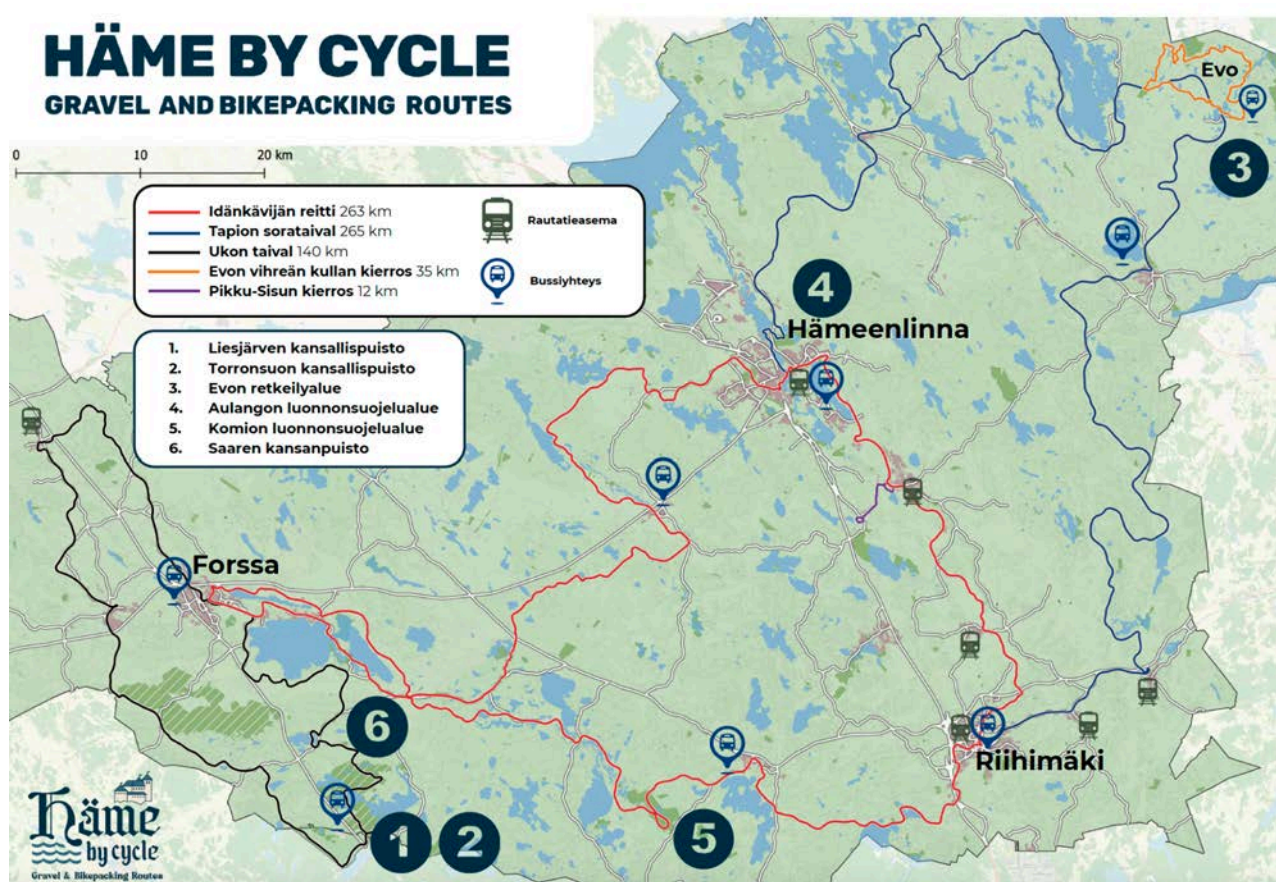 HÄME BY CYCLE
GRAVEL AND BIKEPACKING ROUTES
0 10 20 km
Idänkävijän reitti 263 km
Tapion sorataival 265 km
Ukon taival 140 km
Evon vihreän kullan kierros 35 km
Pikku-Sisun kierros 12 km
Rautatieasema
Bussiyhteys
1. Liesjärven kansallispuisto
2. Torronsuon kansallispuisto
3. Evon retkeilyalue
4. Aulangon luonnonsuojelualue
5. Komion luonnonsuojelualue
6. Saaren kansanpuisto
Evo
3
4
Hämeenlinna
Forssa
6
Riihimäki
5
1 2
Häme
by cycle
Gravel & Bikepacking Routes